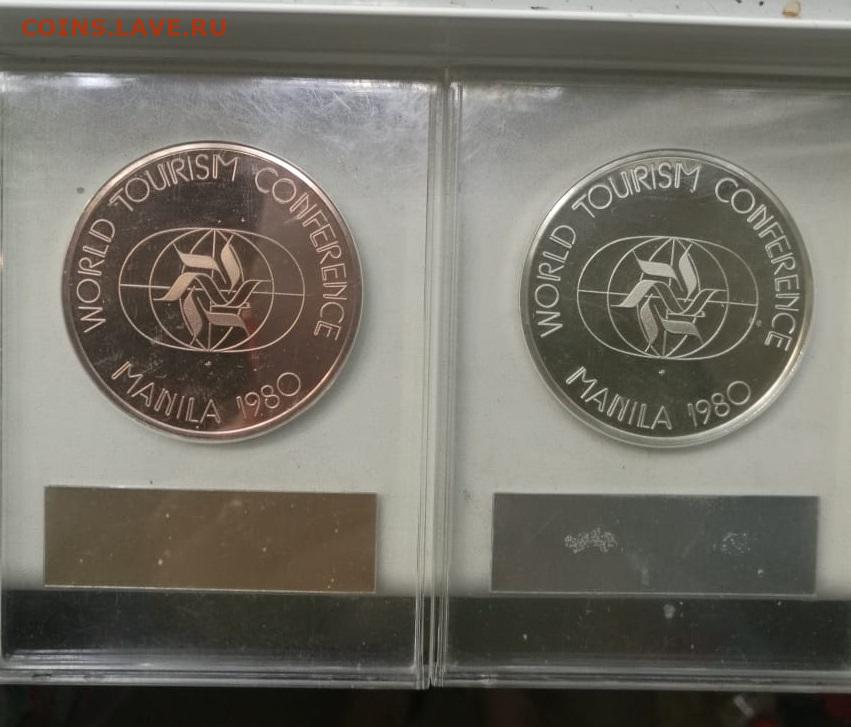 COINS.LAVE.RU
WORLD TOURISM CONFERENCE
MANILA 1980
WORLD TOURISM CONFERENCE
MANILA 1980